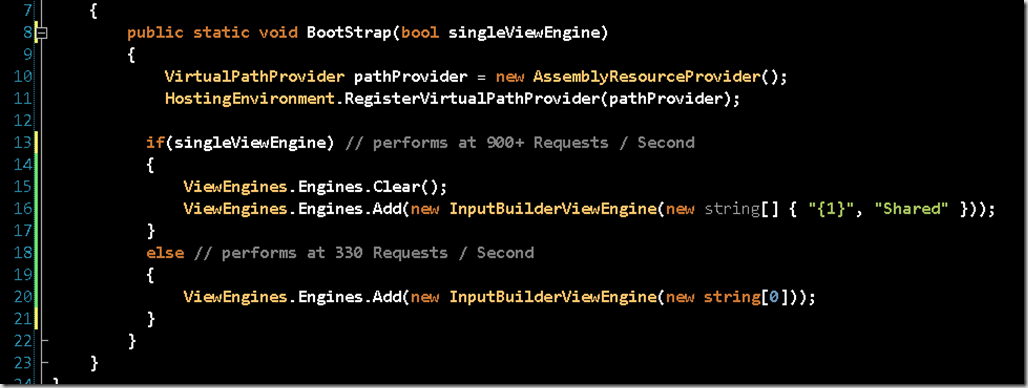 7 {
8 public static void BootStrap(bool singleViewEngine)
9 {
10 VirtualPathProvider pathProvider = new AssemblyResourceProvider();
11 HostingEnvironment.RegisterVirtualPathProvider(pathProvider);
12
13 if(singleViewEngine) // performs at 900+ Requests / Second
14 {
15 ViewEngines.Engines.Clear();
16 ViewEngines.Engines.Add(new InputBuilderViewEngine(new string[] { "{1}", "Shared" }));
17 }
18 else // performs at 330 Requests / Second
19 {
20 ViewEngines.Engines.Add(new InputBuilderViewEngine(new string[0]));
21 }
22 }
23 }
24 }